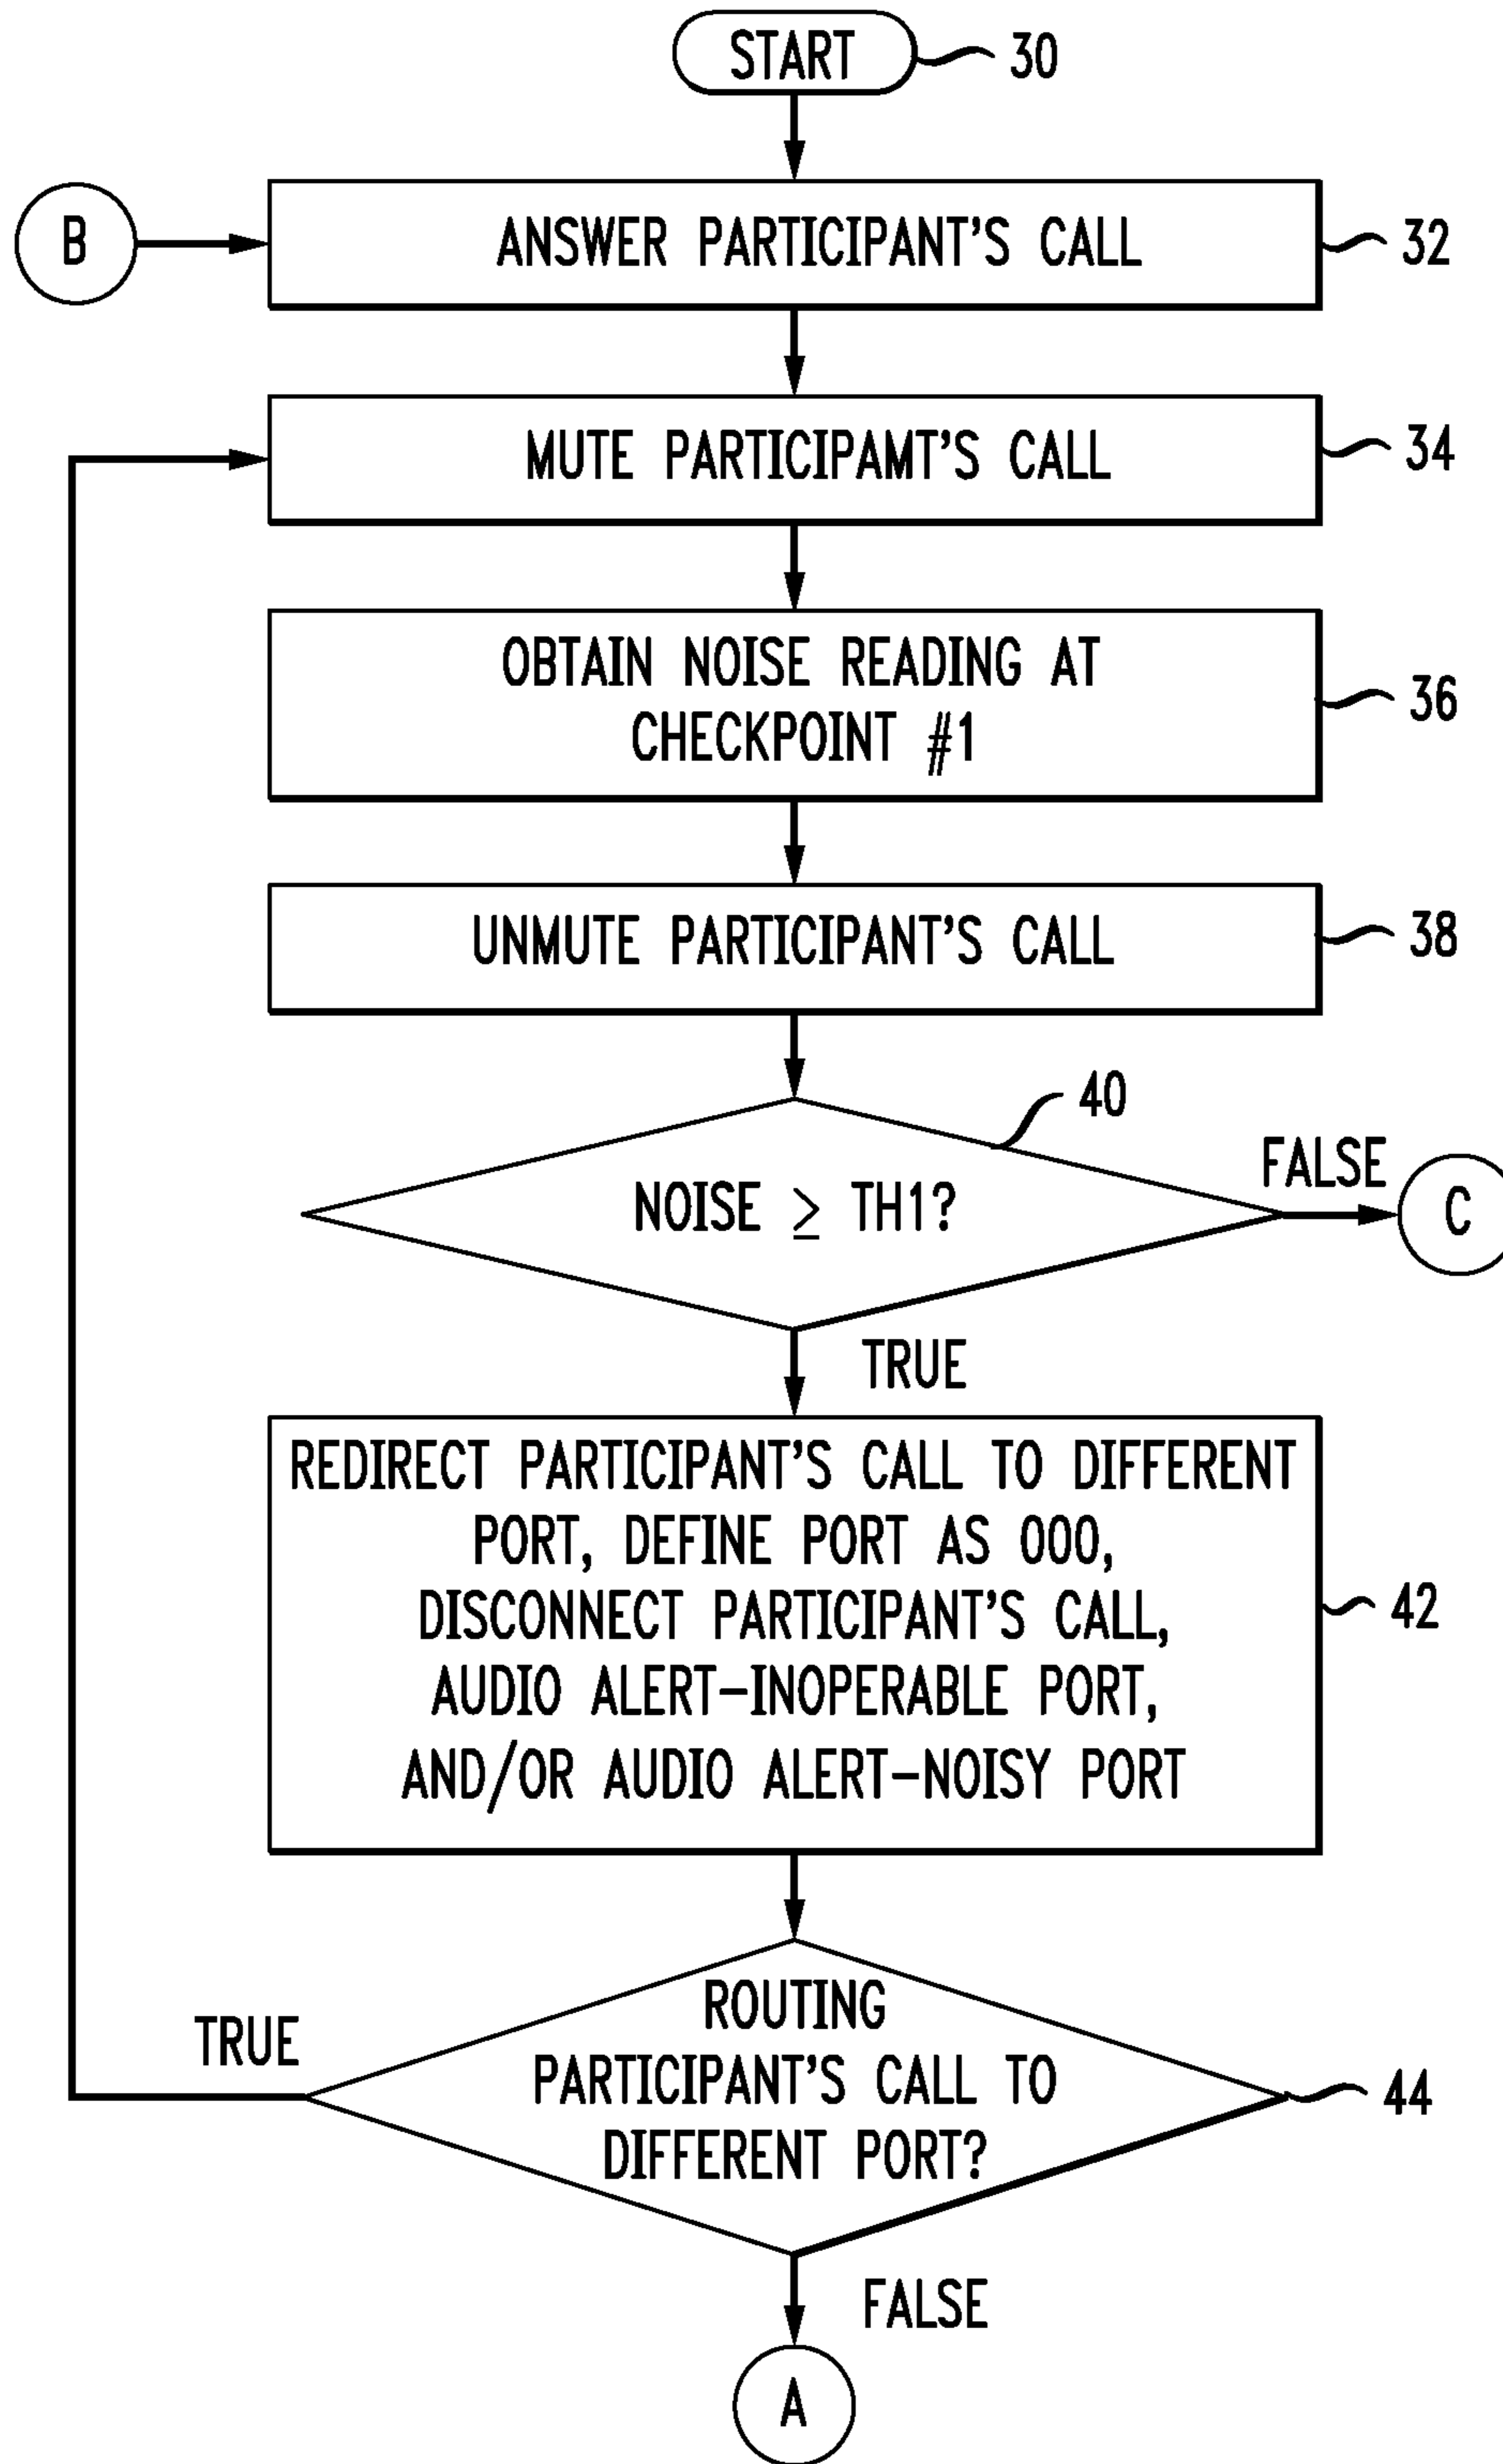 START
30
B
ANSWER PARTICIPANT'S CALL
32
MUTE PARTICIPAMT'S CALL
34
OBTAIN NOISE READING AT
CHECKPOINT #1
36
UNMUTE PARTICIPANT'S CALL
38
40
NOISE ≥ TH1?
FALSE
C
TRUE
REDIRECT PARTICIPANT'S CALL TO DIFFERENT
PORT, DEFINE PORT AS OOO,
DISCONNECT PARTICIPANT'S CALL,
AUDIO ALERT-INOPERABLE PORT,
AND/OR AUDIO ALERT-NOISY PORT
42
TRUE
ROUTING
PARTICIPANT'S CALL TO
DIFFERENT PORT?
44
FALSE
A